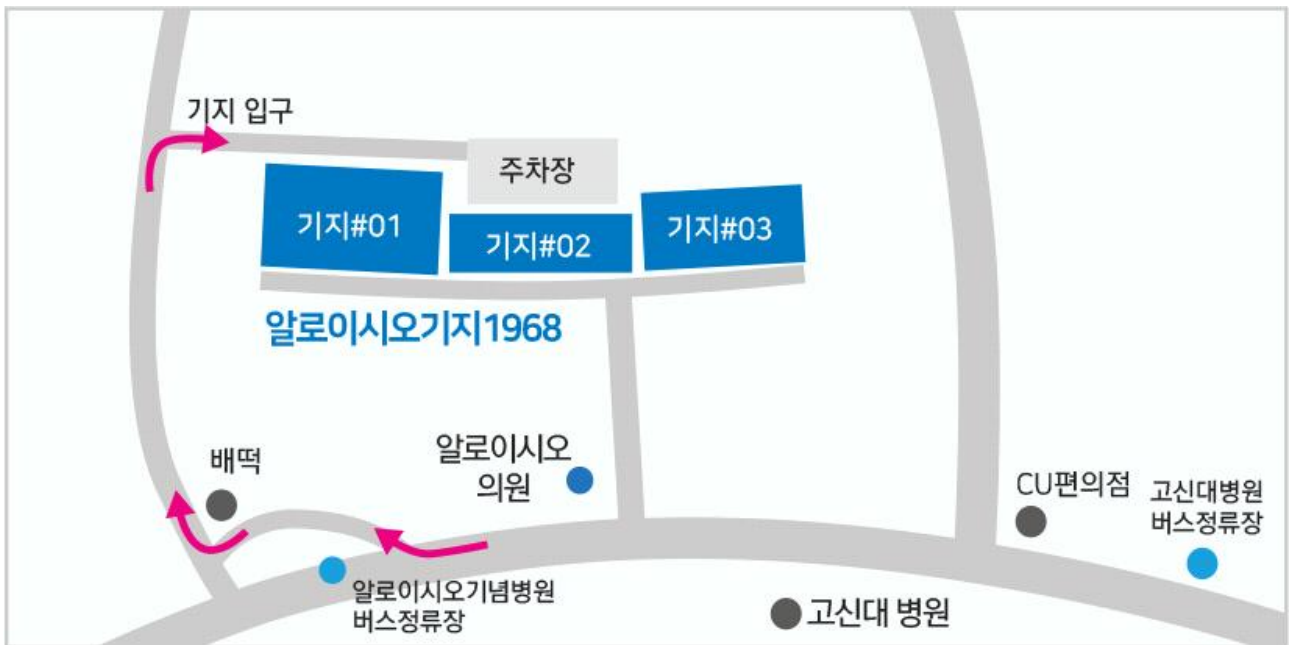 기지 입구
주차장
기지#01
기지#02
기지#03
알로이시오기지1968
배떡
알로이시오
의원
CU편의점
고신대병원
버스정류장
알로이시오기념병원
버스정류장
고신대 병원